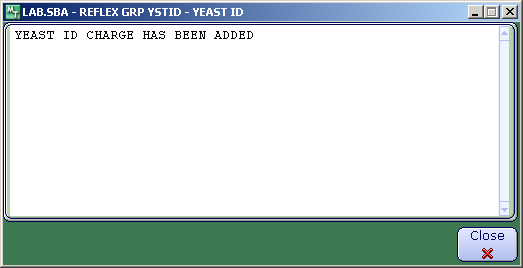 LAB.SBA - REFLEX GRP YSTID - YEAST ID
YEAST ID CHARGE HAS BEEN ADDED
Close